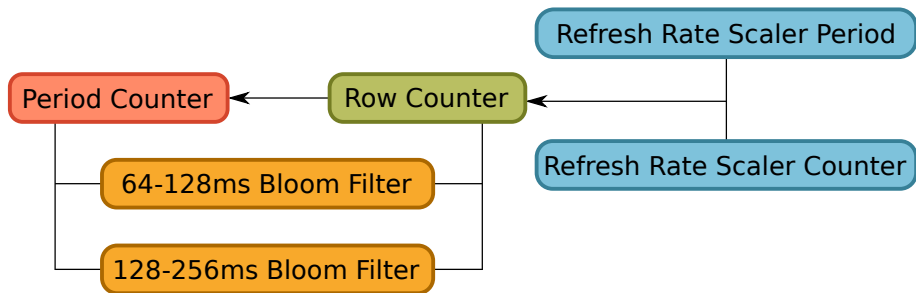 Refresh Rate Scaler Period
Period Counter
Row Counter
Refresh Rate Scaler Counter
64-128ms Bloom Filter
128-256ms Bloom Filter